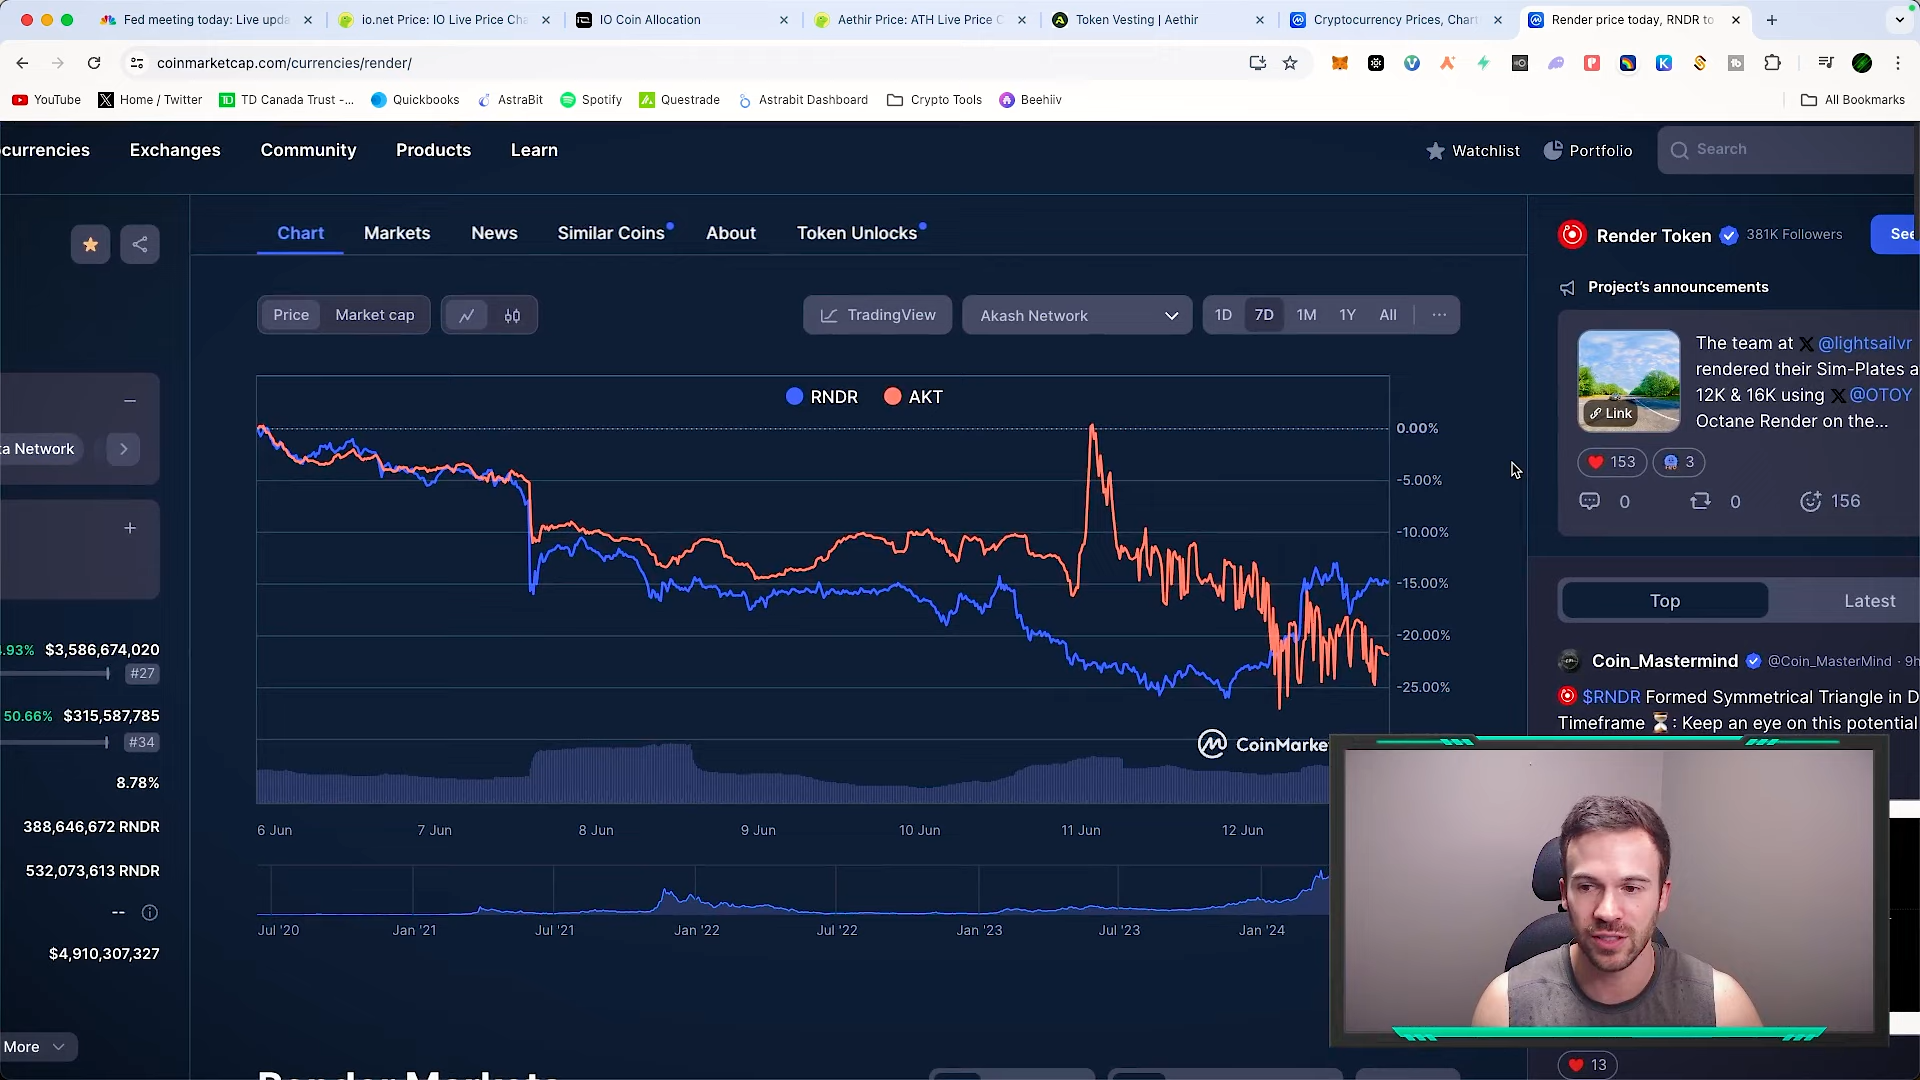 Fed meeting today: Live upda
io.net Price: IO Live Price Cha
IO Coin Allocation
Aethir Price: ATH Live Price C
Token Vesting | Aethir
Cryptocurrency Prices, Chart
Render price today, RNDR to
coinmarketcap.com/currencies/render/
YouTube
Home / Twitter
TD Canada Trust -...
Quickbooks
AstraBit
Spotify
Questrade
Astrabit Dashboard
Crypto Tools
Beehiiv
All Bookmarks
currencies
Exchanges
Community
Products
Learn
Watchlist
Portfolio
Search
Chart
Markets
News
Similar Coins
About
Token Unlocks
Render Token
381K Followers
See
Project's announcements
Price
Market cap
TradingView
Akash Network
1D
7D
1M
1Y
All
The team at @lightsailvr
rendered their Sim-Plates a
12K & 16K using @OTOY
Octane Render on the...
Link
153
3
0
0
156
RNDR
AKT
0.00%
-5.00%
-10.00%
-15.00%
-20.00%
-25.00%
ta Network
4.93% $3,586,674,020
#27
50.66% $315,587,785
#34
8.78%
388,646,672 RNDR
532,073,613 RNDR
--
$4,910,307,327
More
CoinMarke
6 Jun
7 Jun
8 Jun
9 Jun
10 Jun
11 Jun
12 Jun
Jul '20
Jan '21
Jul '21
Jan '22
Jul '22
Jan '23
Jul '23
Jan '24
Top
Latest
Coin_Mastermind
@Coin_MasterMind · 9h
$RNDR Formed Symmetrical Triangle in D
Timeframe ⏳: Keep an eye on this potential
13